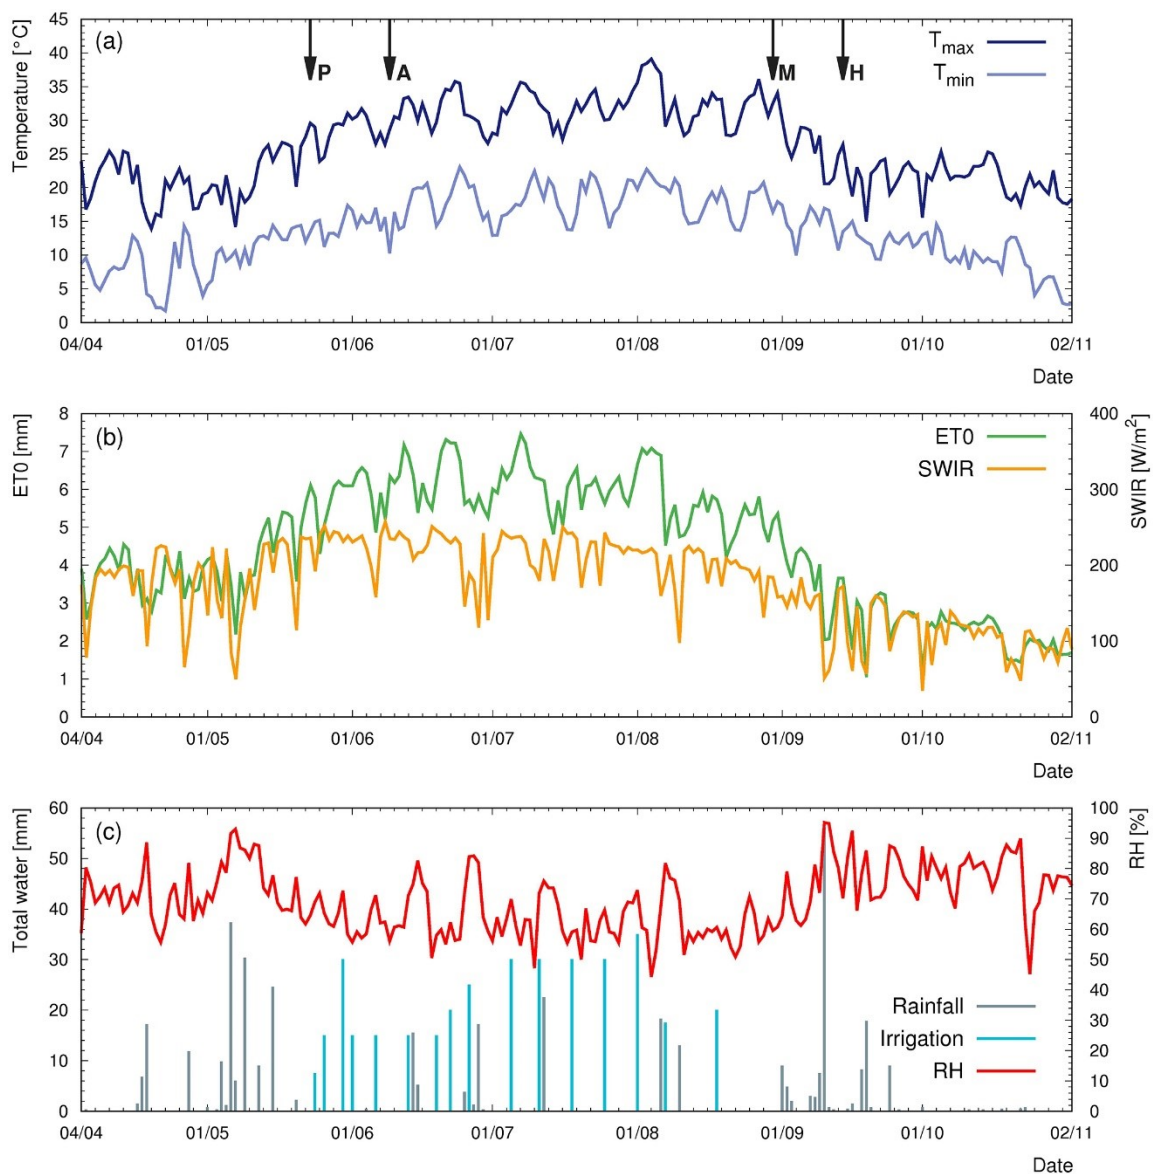 (a)
Temperature [°C]
45
40
35
30
25
20
15
10
5
0
P
A
M
H
Tmax
Tmin
04/04 01/05 01/06 01/07 01/08 01/09 01/10 02/11
Date
(b)
ET0 [mm]
8
7
6
5
4
3
2
1
0
ET0
SWIR
SWIR [W/m²]
400
300
200
100
0
04/04 01/05 01/06 01/07 01/08 01/09 01/10 02/11
Date
(c)
Total water [mm]
60
50
40
30
20
10
0
Rainfall
Irrigation
RH
RH [%]
100
90
80
70
60
50
40
30
20
10
0
04/04 01/05 01/06 01/07 01/08 01/09 01/10 02/11
Date